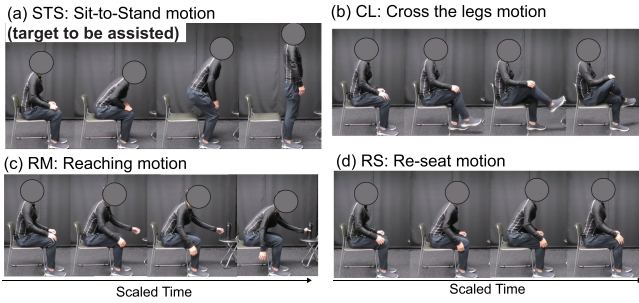 (a) STS: Sit-to-Stand motion
(target to be assisted)
(b) CL: Cross the legs motion
(c) RM: Reaching motion
(d) RS: Re-seat motion
Scaled Time
Scaled Time